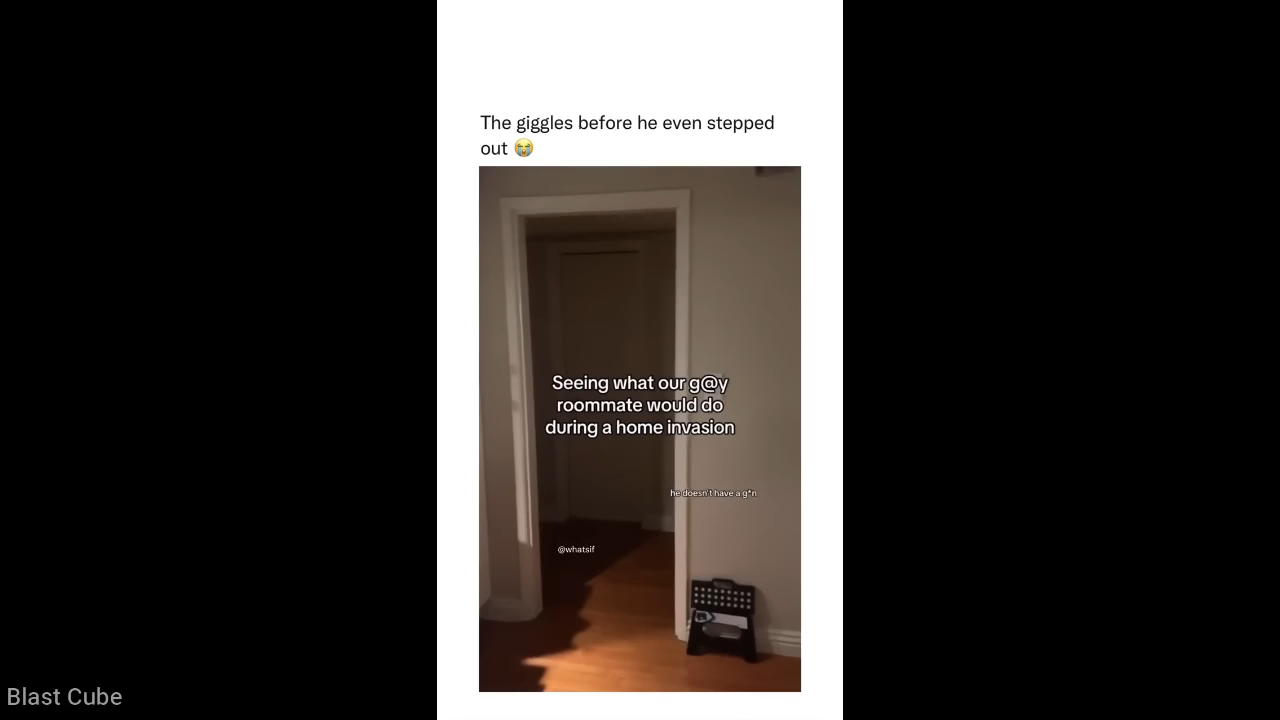 The giggles before he even stepped
out 😭
Seeing what our g@y
roommate would do
during a home invasion
he doesn't have a g*n
@whatsif
Blast Cube